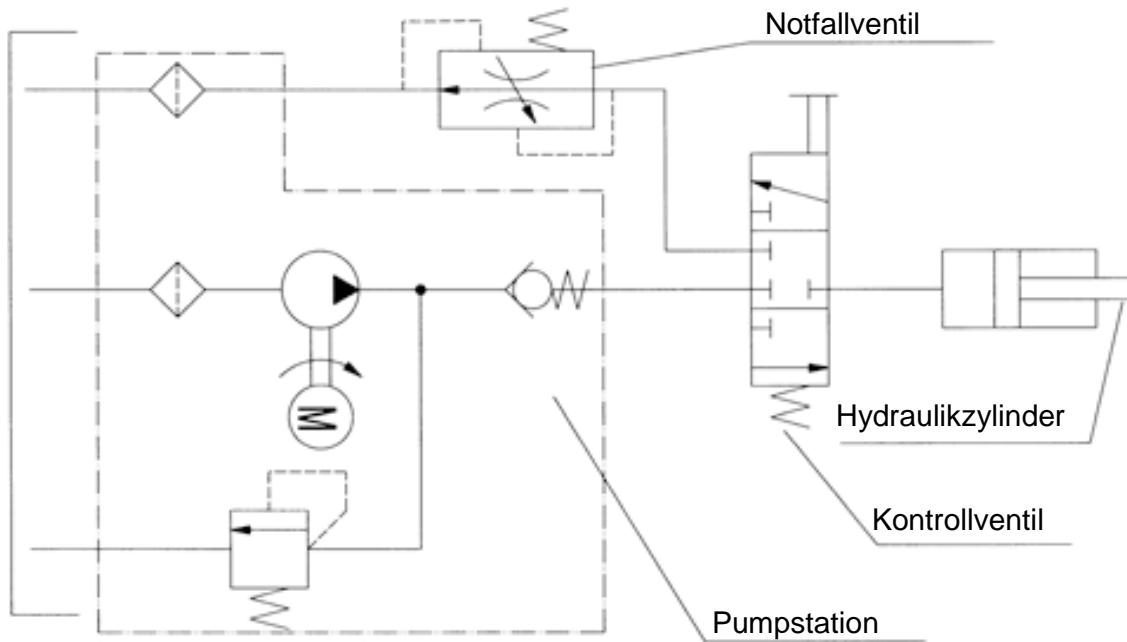 Notfallventil
M
Hydraulikzylinder
Kontrollventil
Pumpstation